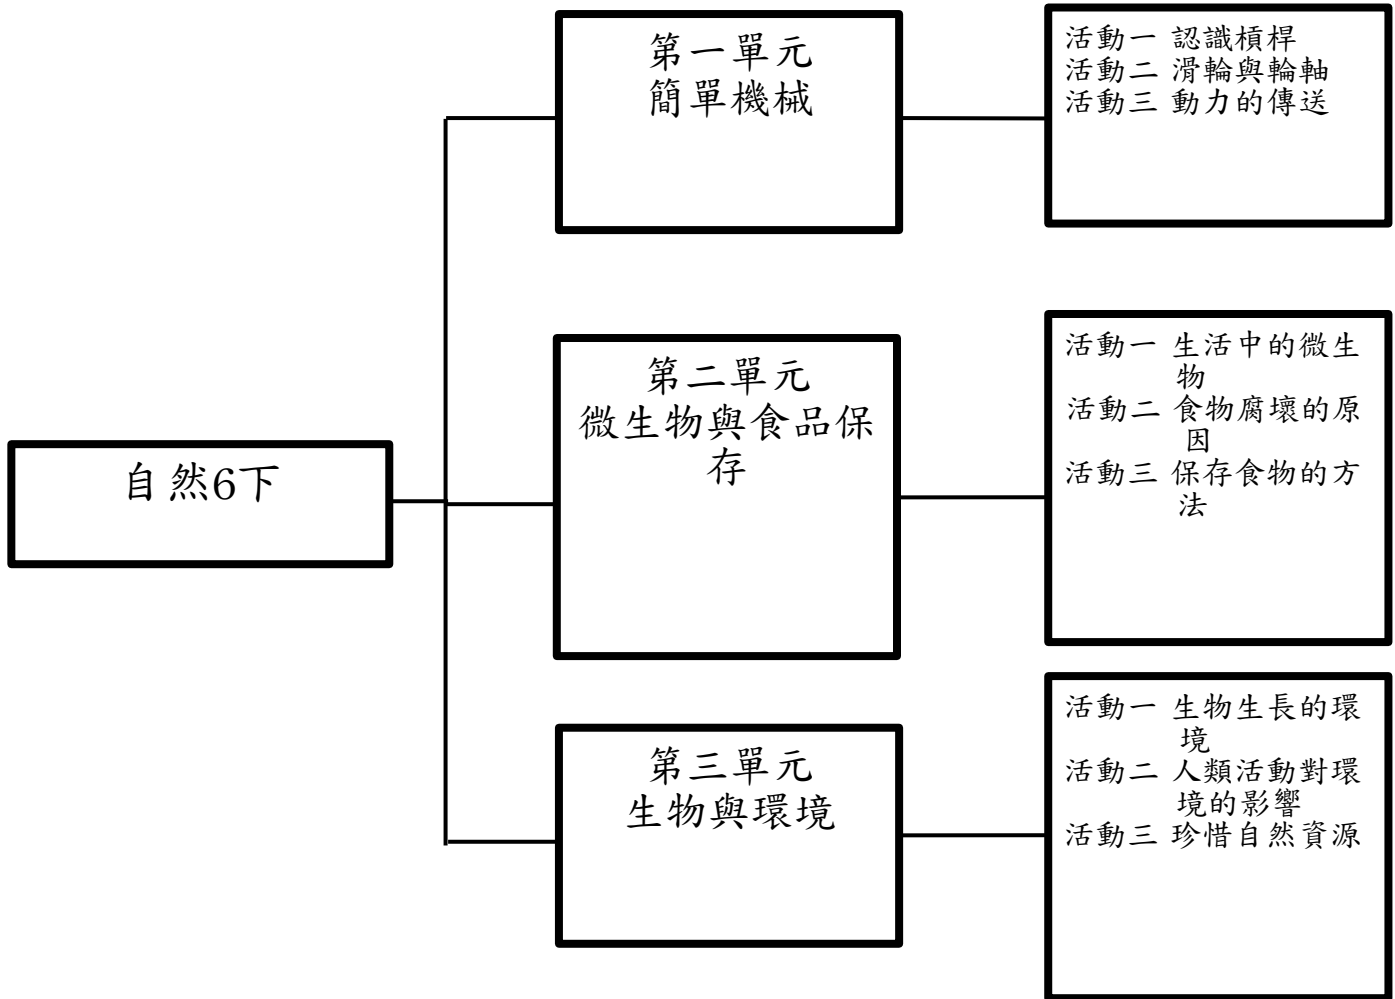 自然6下
第一單元
簡單機械
活動一 認識槓桿
活動二 滑輪與輪軸
活動三 動力的傳送
第二單元
微生物與食品保
存
活動一 生活中的微生
物
活動二 食物腐壞的原
因
活動三 保存食物的方
法
第三單元
生物與環境
活動一 生物生長的環
境
活動二 人類活動對環
境的影響
活動三 珍惜自然資源